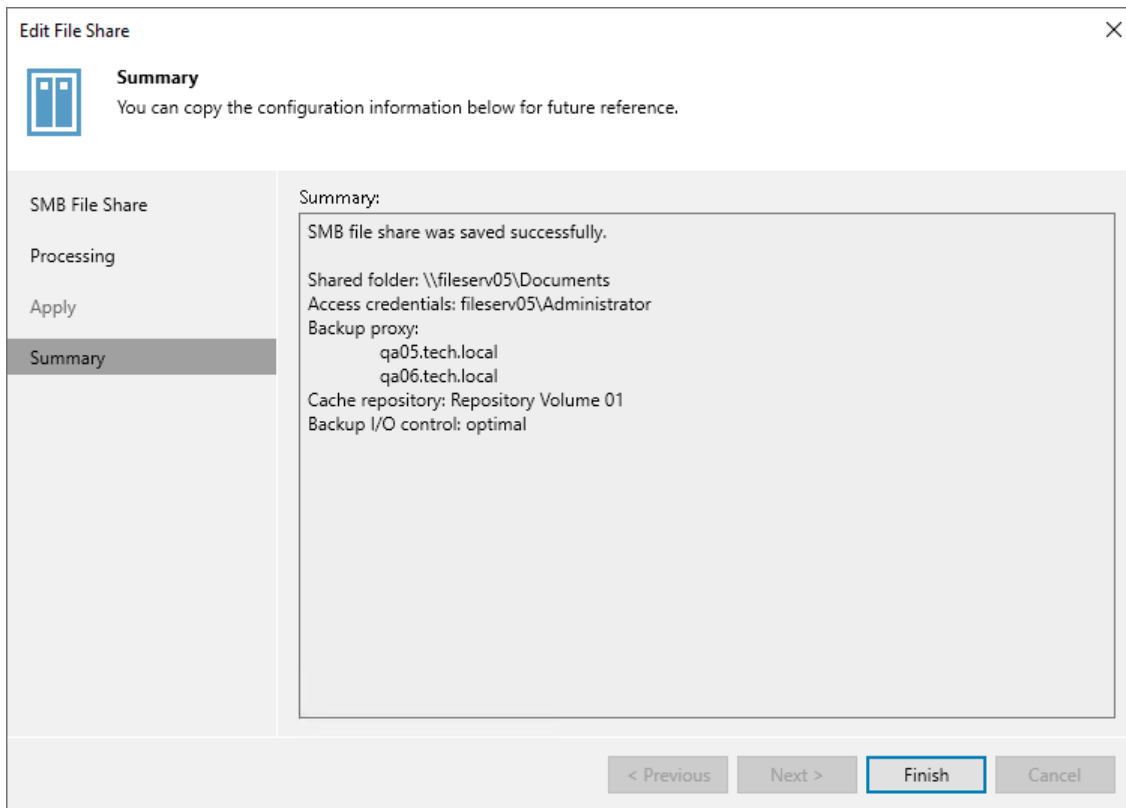 Edit File Share
Summary
You can copy the configuration information below for future reference.
SMB File Share
Processing
Apply
Summary
Summary:
SMB file share was saved successfully.
Shared folder: \\fileserv05\Documents
Access credentials: fileserv05\Administrator
Backup proxy:
qa05.tech.local
qa06.tech.local
Cache repository: Repository Volume 01
Backup I/O control: optimal
< Previous
Next >
Finish
Cancel